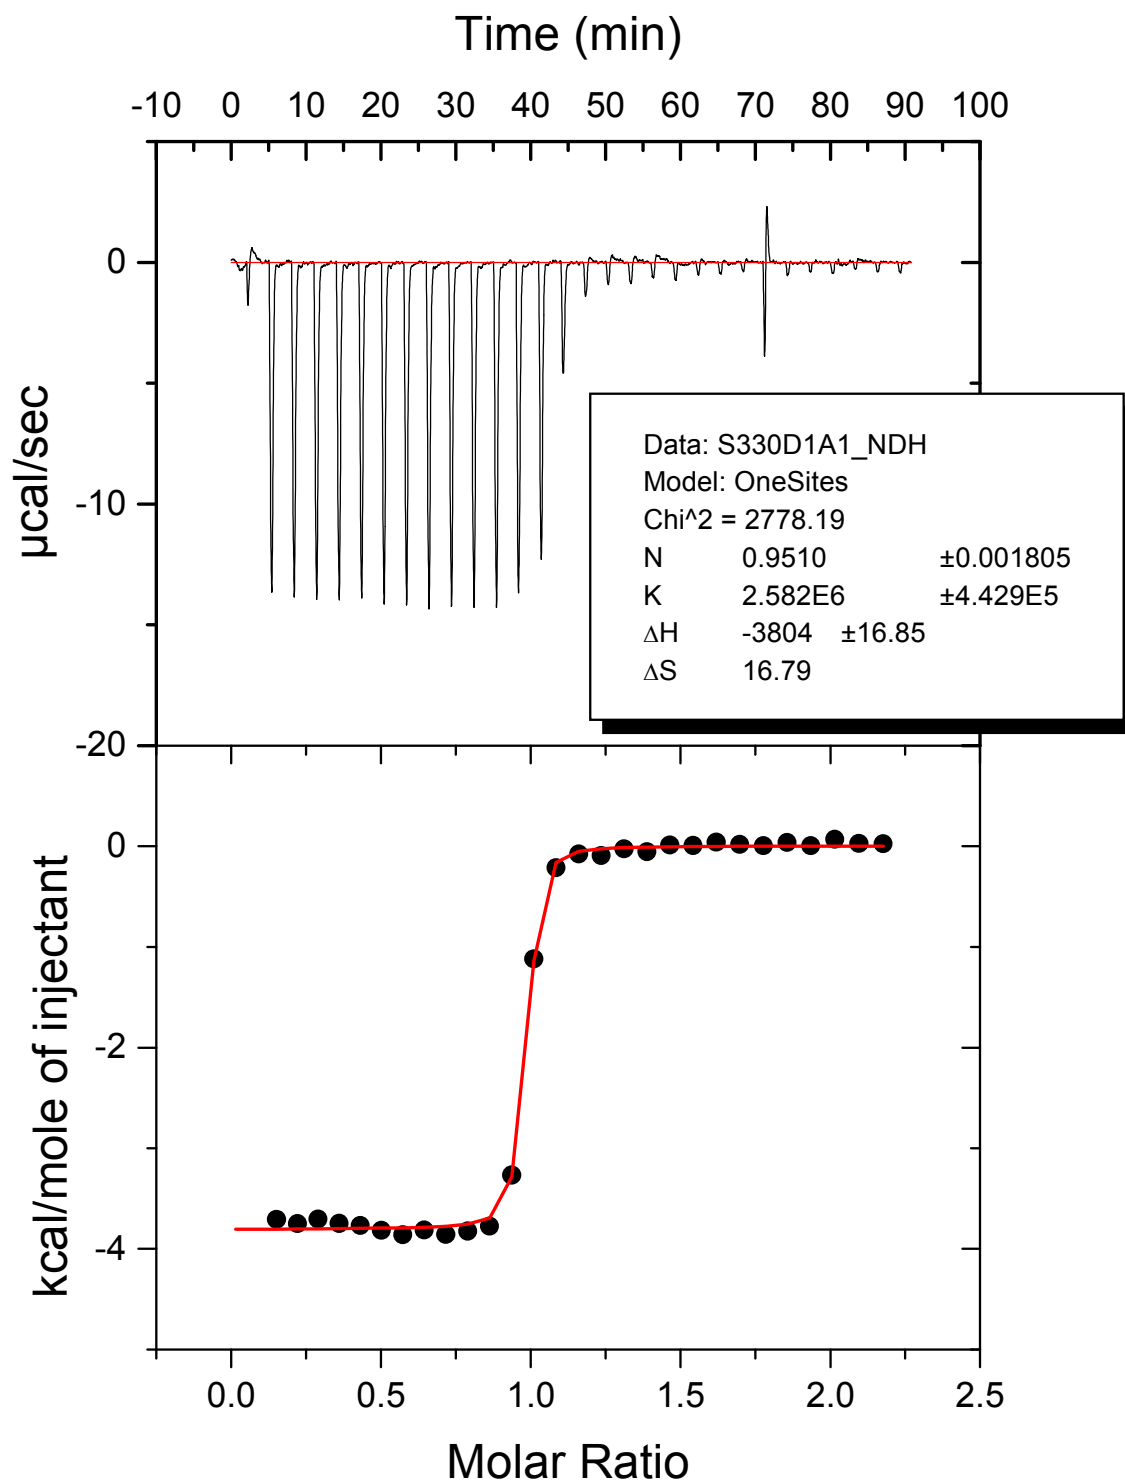 Time (min)
-10 0 10 20 30 40 50 60 70 80 90 100
0
-10
-20
µcal/sec
Data: S330D1A1_NDH
Model: OneSites
Chi^2 = 2778.19
N 0.9510 ±0.001805
K 2.582E6 ±4.429E5
ΔH -3804 ±16.85
ΔS 16.79
0
-2
-4
kcal/mole of injectant
0.0 0.5 1.0 1.5 2.0 2.5
Molar Ratio